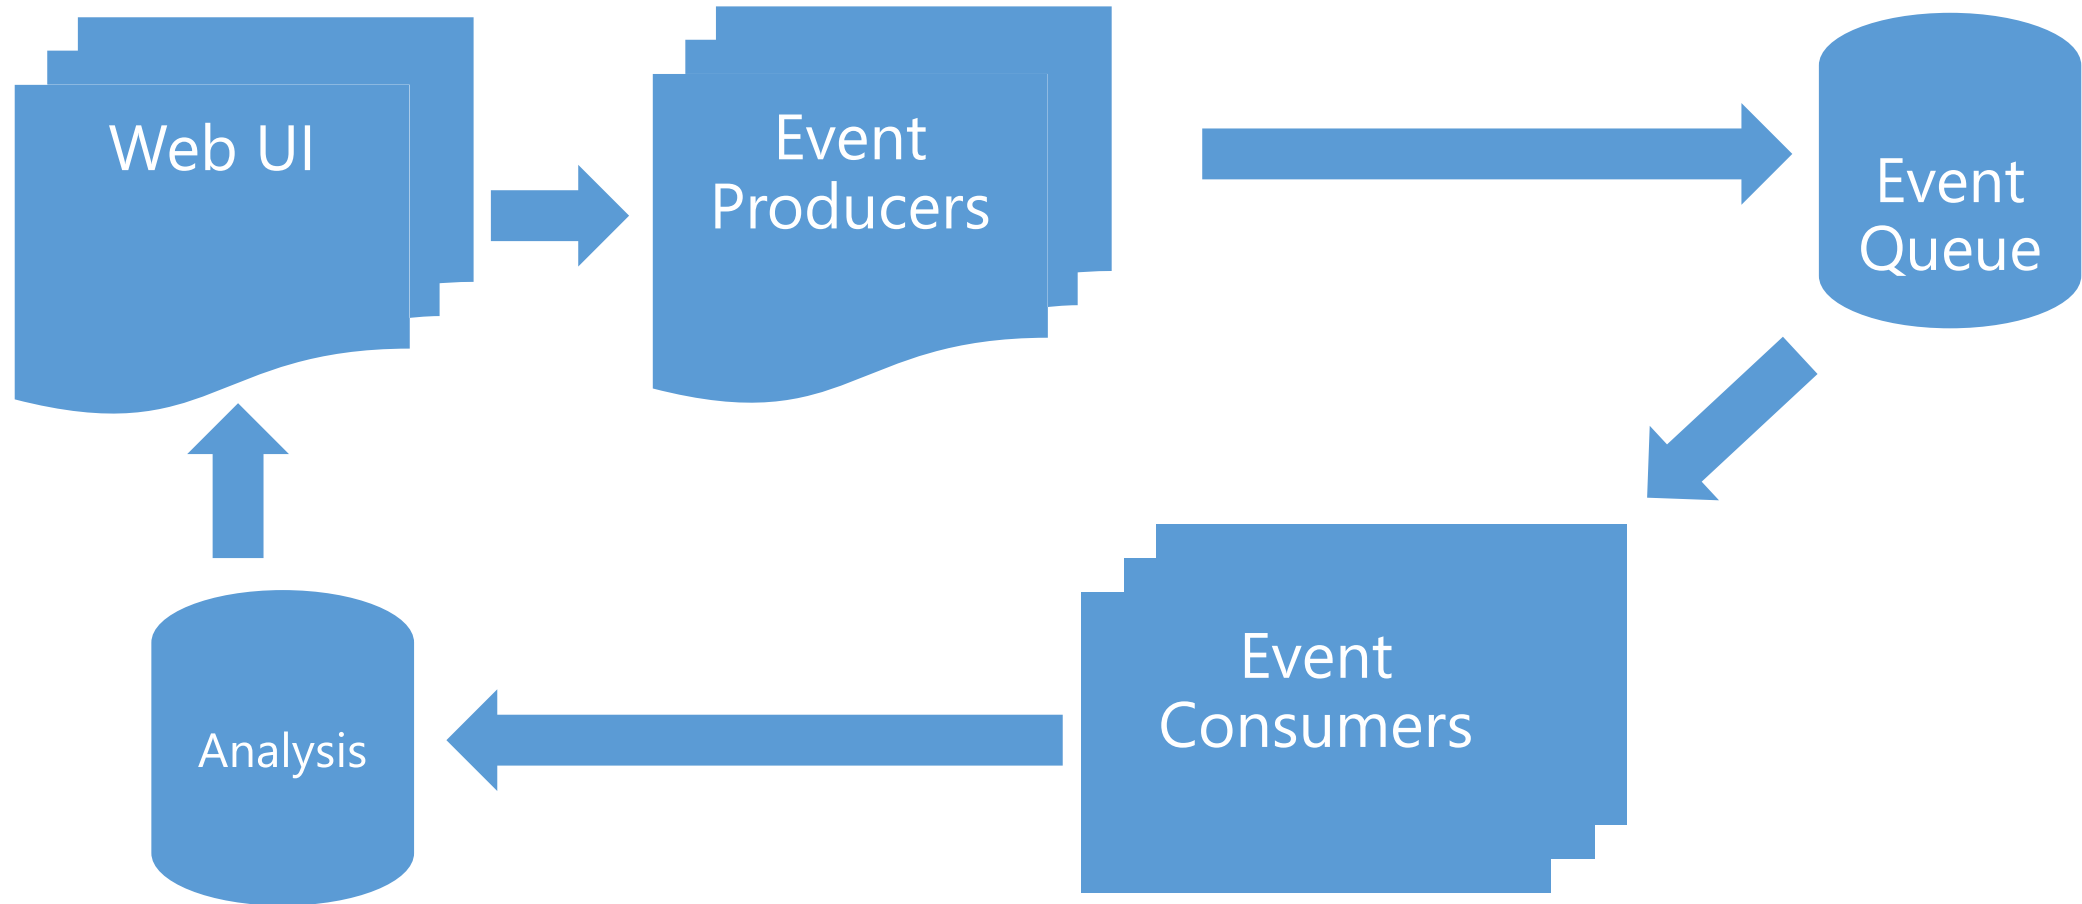 Web UI
Event
Producers
Event
Queue
Event
Consumers
Analysis